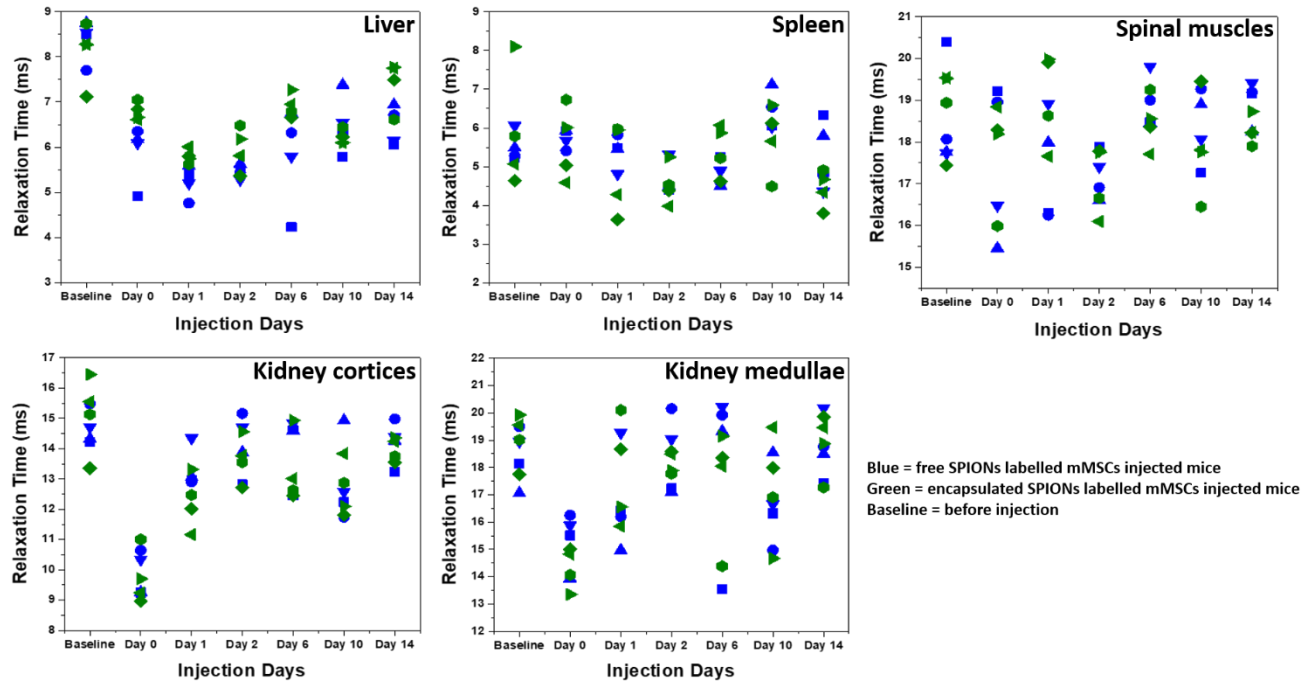 Liver
Relaxation Time (ms)
9
8
7
6
5
4
3
Baseline Day 0 Day 1 Day 2 Day 6 Day 10 Day 14
Injection Days
Spleen
Relaxation Time (ms)
9
8
7
6
5
4
3
2
Baseline Day 0 Day 1 Day 2 Day 6 Day 10 Day 14
Injection Days
Spinal muscles
Relaxation Time (ms)
21
20
19
18
17
16
15
Baseline Day 0 Day 1 Day 2 Day 6 Day 10 Day 14
Injection Days
Kidney cortices
Relaxation Time (ms)
17
16
15
14
13
12
11
10
9
8
Baseline Day 0 Day 1 Day 2 Day 6 Day 10 Day 14
Injection Days
Kidney medullae
Relaxation Time (ms)
22
21
20
19
18
17
16
15
14
13
12
Baseline Day 0 Day 1 Day 2 Day 6 Day 10 Day 14
Injection Days
Blue = free SPIONs labelled mMSCs injected mice
Green = encapsulated SPIONs labelled mMSCs injected mice
Baseline = before injection